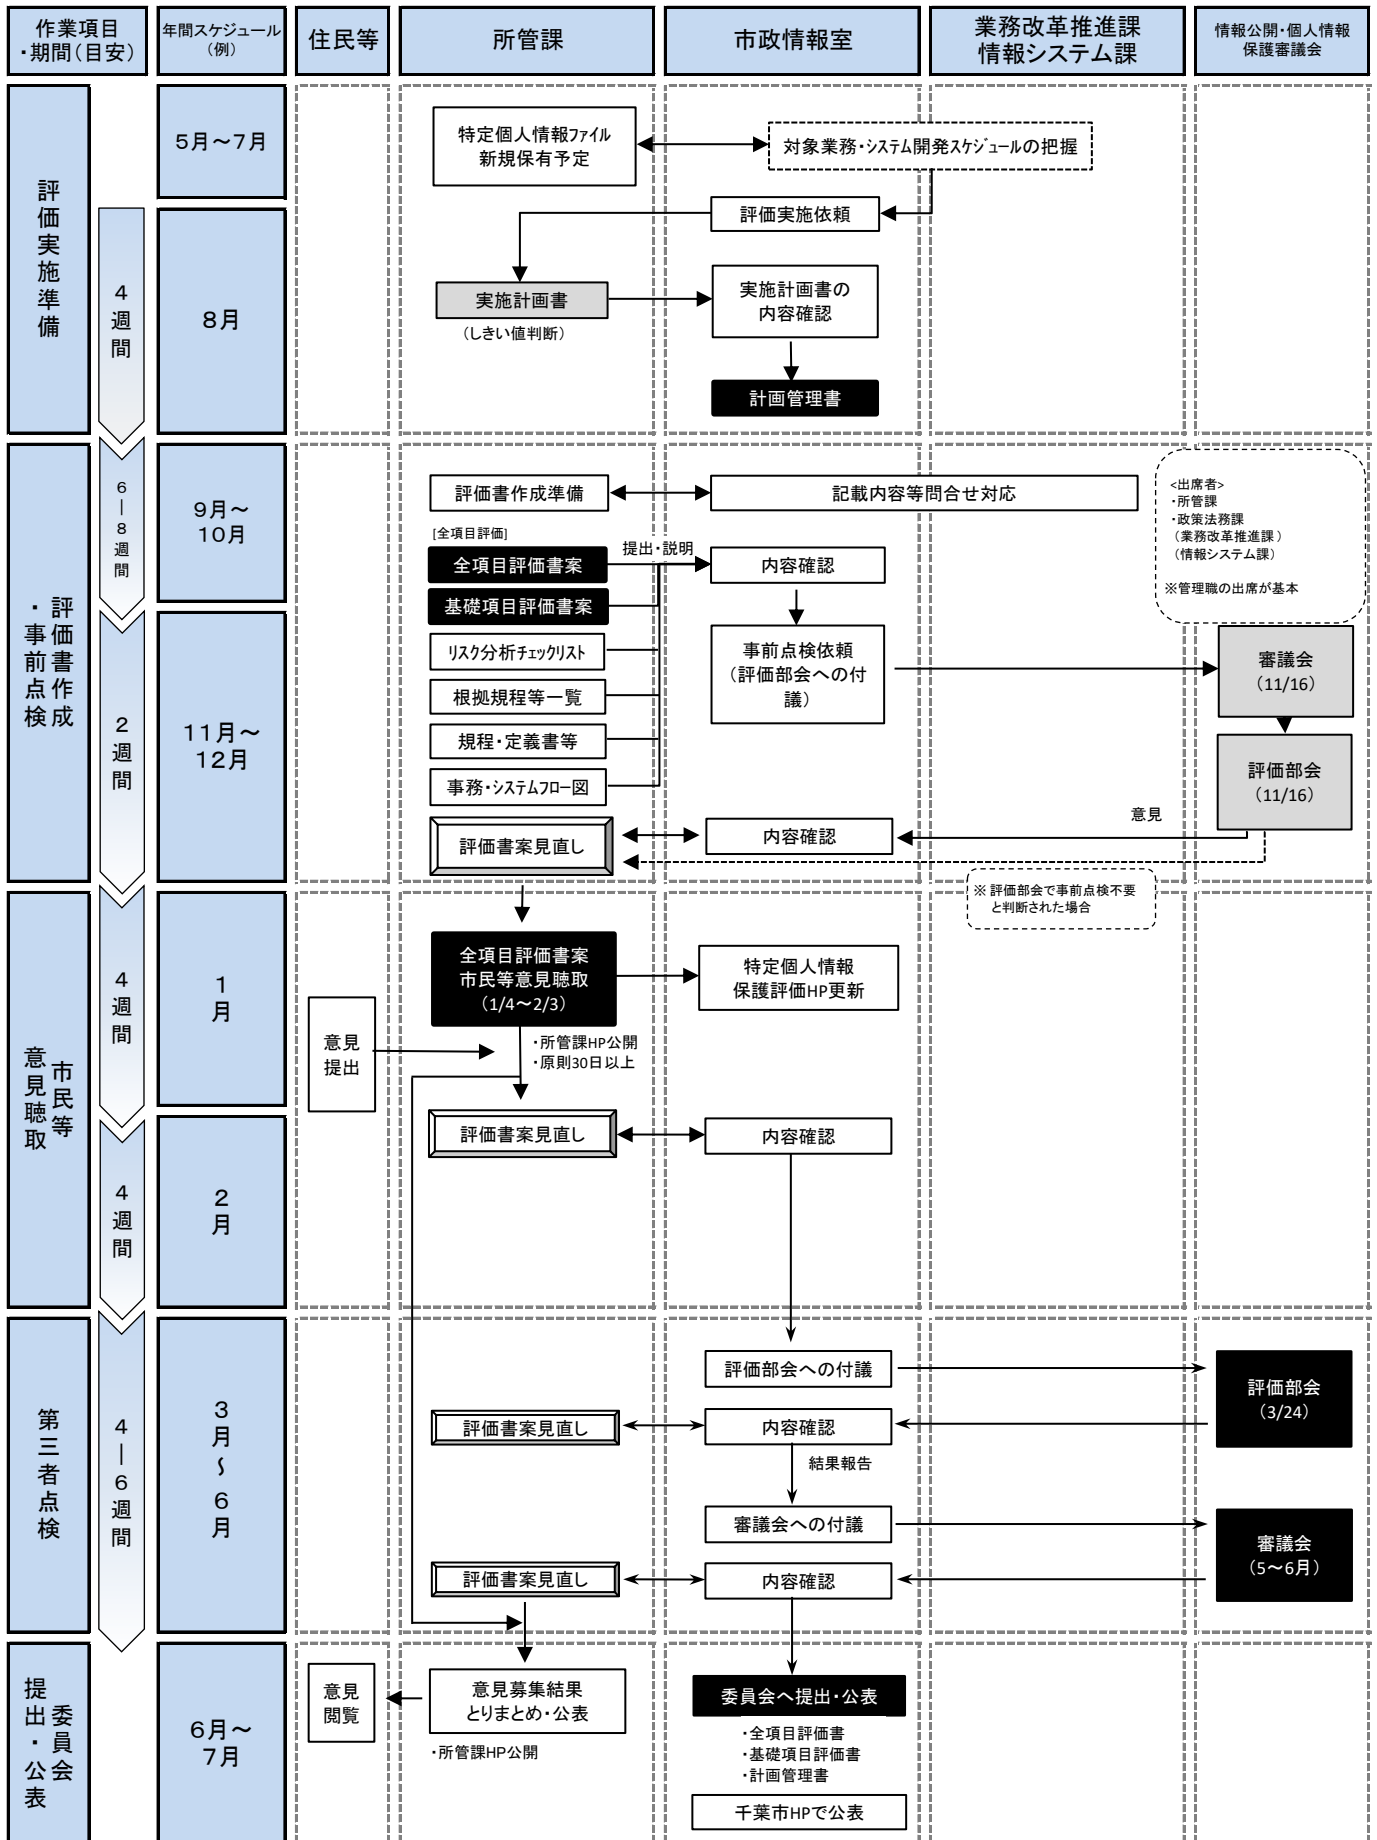 作業項目
・期間(目安)
年間スケジュール
(例)
住民等
所管課
市政情報室
業務改革推進課
情報システム課
情報公開・個人情報
保護審議会
評価実施準備
4週間
5月～7月
8月
特定個人情報ファイル
新規保有予定
対象業務・システム開発スケジュールの把握
評価実施依頼
実施計画書
(しきい値判断)
実施計画書の
内容確認
計画管理書
評価書作成
・事前点検
6―8週間
2週間
9月～
10月
11月～
12月
評価書作成準備
記載内容等問合せ対応
<出席者>
・所管課
・政策法務課
(業務改革推進課)
(情報システム課)
※管理職の出席が基本
[全項目評価]
全項目評価書案
提出・説明
内容確認
基礎項目評価書案
リスク分析チェックリスト
根拠規程等一覧
規程・定義書等
事務・システムフロー図
事前点検依頼
(評価部会への付
議)
審議会
(11/16)
評価部会
(11/16)
意見
評価書案見直し
内容確認
※評価部会で事前点検不要
と判断された場合
市民等
意見聴取
4週間
4週間
1
月
2
月
全項目評価書案
市民等意見聴取
(1/4～2/3)
特定個人情報
保護評価HP更新
意見
提出
・所管課HP公開
・原則30日以上
評価書案見直し
内容確認
第三者点検
4―6週間
3
月
～
6
月
評価部会への付議
評価部会
(3/24)
評価書案見直し
内容確認
結果報告
審議会への付議
審議会
(5～6月)
評価書案見直し
内容確認
委員会
提出・公表
6月～
7月
意見
閲覧
意見募集結果
とりまとめ・公表
・所管課HP公開
委員会へ提出・公表
・全項目評価書
・基礎項目評価書
・計画管理書
千葉市HPで公表